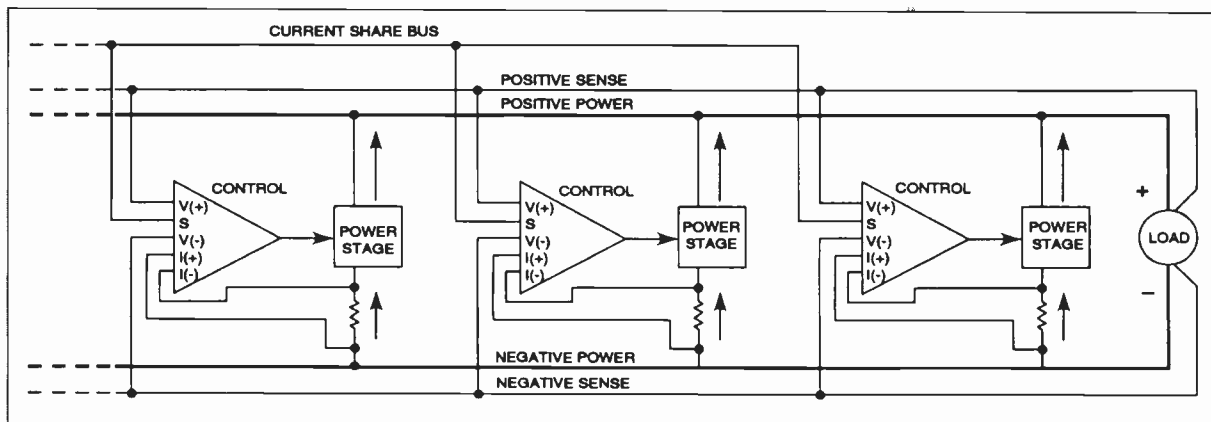 CURRENT SHARE BUS
POSITIVE SENSE
POSITIVE POWER
CONTROL
V(+)
S
V(-)
I(+)
I(-)
POWER
STAGE
CONTROL
V(+)
S
V(-)
I(+)
I(-)
POWER
STAGE
CONTROL
V(+)
S
V(-)
I(+)
I(-)
POWER
STAGE
+
LOAD
−
NEGATIVE POWER
NEGATIVE SENSE